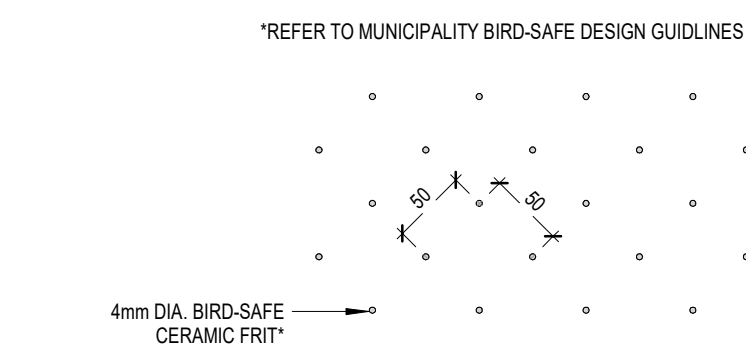 *REFER TO MUNICIPALITY BIRD-SAFE DESIGN GUIDLINES
50
50
4mm DIA. BIRD-SAFE
CERAMIC FRIT*